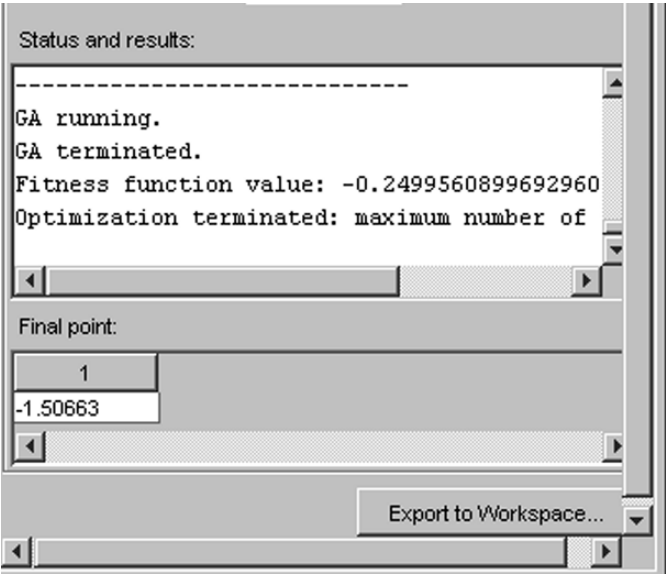 Status and results:
------------------------------
GA running.
GA terminated.
Fitness function value: -0.2499560899692960
Optimization terminated: maximum number of
Final point:
1
-1.50663
Export to Workspace...